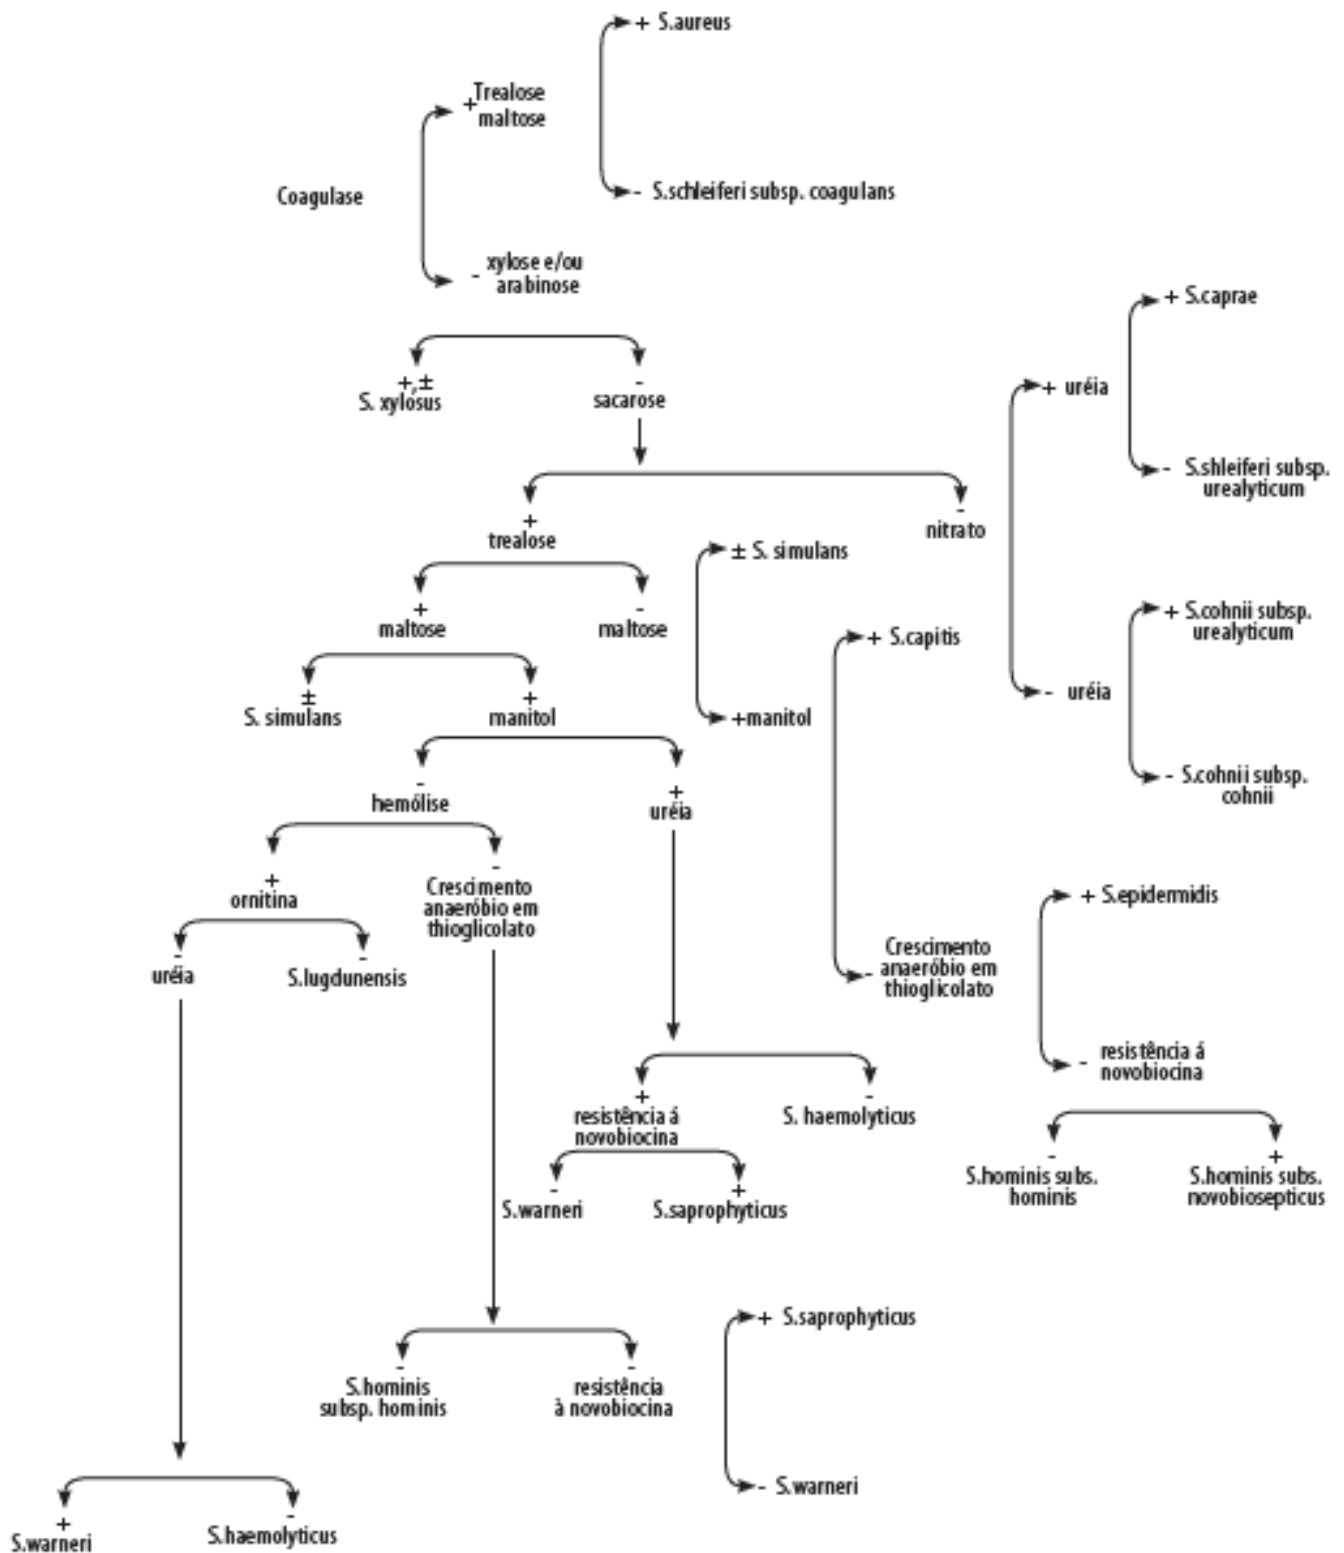 + S.aureus
+ Trealose
maltose
Coagulase
- S.schleiferi subsp. coagulans
- xylose e/ou
arabinose
+ S.caprae
+,±
S. xylosus
-
sacarose
+ uréia
- S.shleiferi subsp.
urealyticum
+
trealose
-
nitrato
± S. simulans
+
maltose
-
maltose
+ S.cohnii subsp.
urealyticum
+ S.capitis
- uréia
±
S. simulans
+
manitol
+manitol
- S.cohnii subsp.
cohnii
-
hemólise
+
uréia
+
ornitina
-
Crescimento
anaeróbio em
thioglicolato
+ S.epidermidis
-
uréia
-
S.lugdunensis
Crescimento
- anaeróbio em
thioglicolato
- resistência á
novobiocina
+
resistência á
novobiocina
-
S. haemolyticus
-
S.hominis subs.
hominis
+
S.hominis subs.
novobiosepticus
-
S.warneri
+
S.saprophyticus
+ S.saprophyticus
-
S.hominis
subsp. hominis
-
resistência
à novobiocina
- S.warneri
+
S.warneri
-
S.haemolyticus